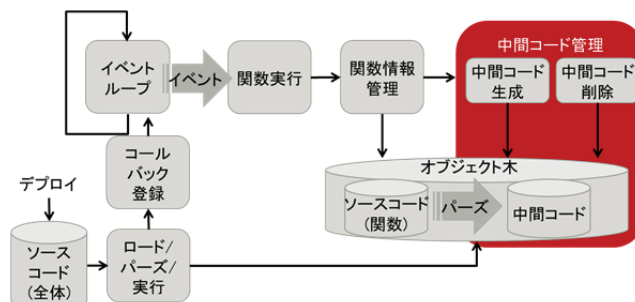 中間コード管理
イベント
ループ
イベント
関数実行
関数情報
管理
中間コード
生成
中間コード
削除
コール
バック
登録
オブジェクト木
デプロイ
ソースコード
(関数)
パーズ
中間コード
ソース
コード
(全体)
ロード/
パーズ/
実行